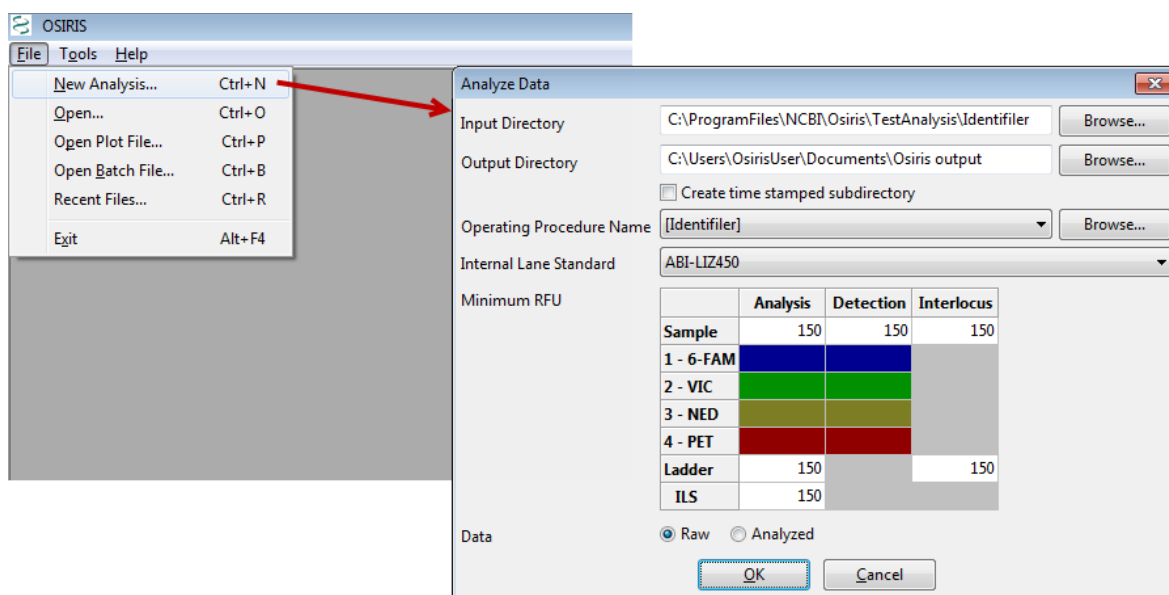 OSIRIS
File Tools Help
New Analysis... Ctrl+N
Open... Ctrl+O
Open Plot File... Ctrl+P
Open Batch File... Ctrl+B
Recent Files... Ctrl+R
Exit Alt+F4
Analyze Data
Input Directory C:\ProgramFiles\NCBI\Osiris\TestAnalysis\Identifiler Browse...
Output Directory C:\Users\OsirisUser\Documents\Osiris output Browse...
Create time stamped subdirectory
Operating Procedure Name [Identifiler] Browse...
Internal Lane Standard ABI-LIZ450
Minimum RFU Analysis Detection Interlocus
Sample 150 150 150
1 - 6-FAM
2 - VIC
3 - NED
4 - PET
Ladder 150 150
ILS 150
Data Raw Analyzed
OK Cancel